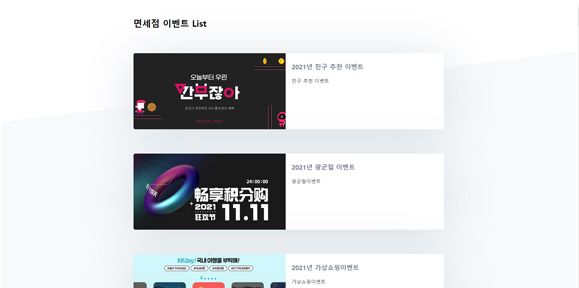 면세점 이벤트 List
오늘부터 우린
깐부잖아
2021년 친구 추천 이벤트
친구 추천 이벤트
24:00:00
畅享积分购
2021
狂欢节
11.11
2021년 광군절 이벤트
광군절이벤트
KKday! 국내 여행을 부탁해!
2021년 가상쇼핑이벤트
가상쇼핑이벤트